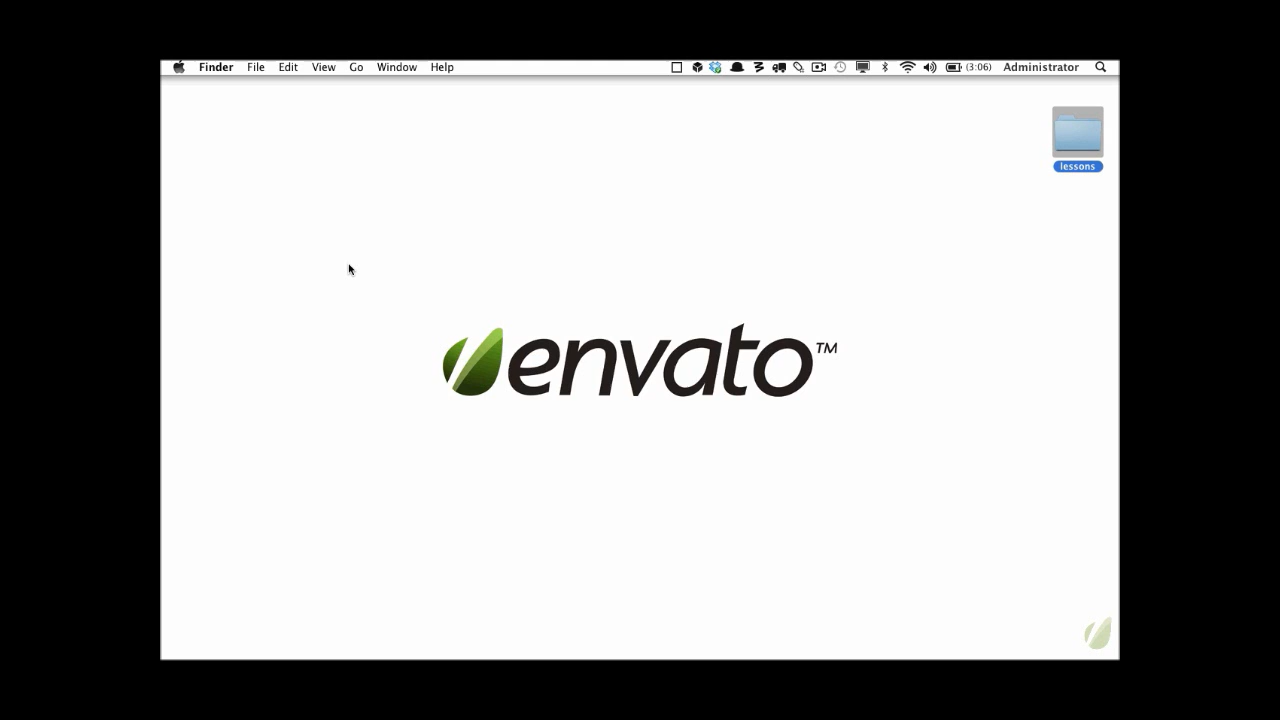 Finder File Edit View Go Window Help (3:06) Administrator
lessons
envato™